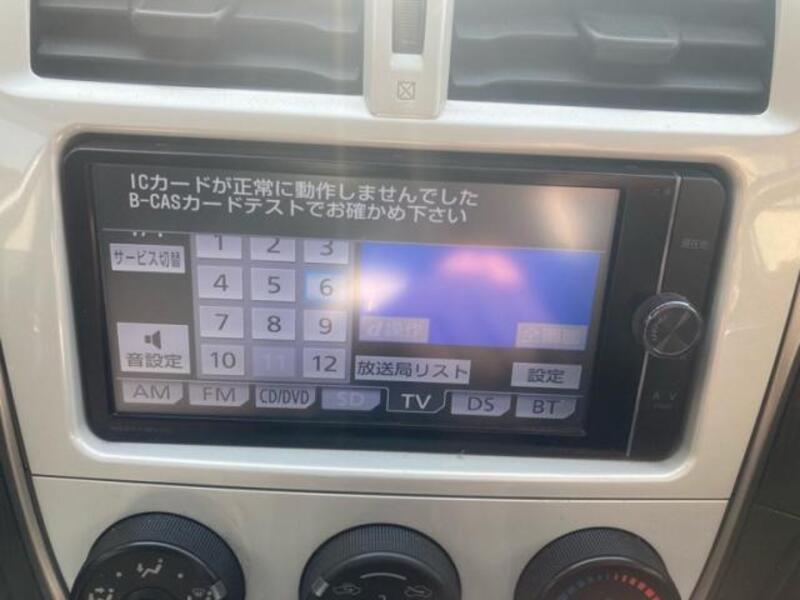 ICカードが正常に動作しませんでした
B-CASカードテストでお確かめ下さい
サービス切替
1 2 3
4 5 6
7 8 9
10 11 12
音設定
放送局リスト
設定
AM FM CD/DVD SD TV DS BT
現在地
A V